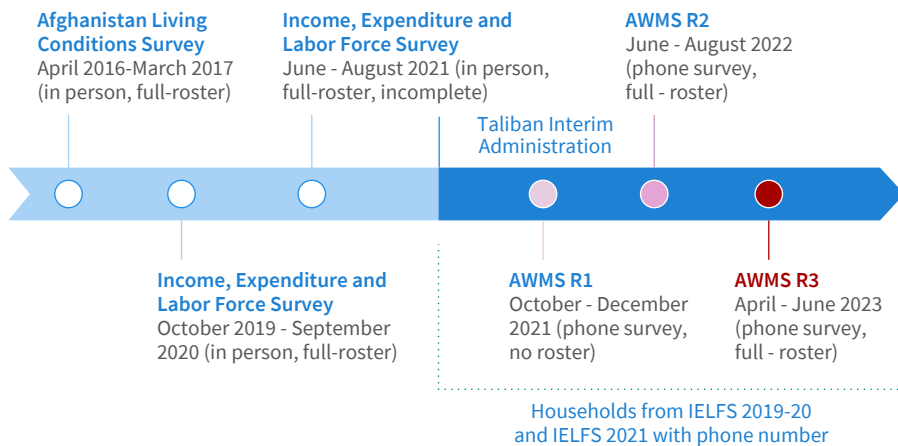 Afghanistan Living
Conditions Survey
April 2016-March 2017
(in person, full-roster)
Income, Expenditure and
Labor Force Survey
June - August 2021 (in person,
full-roster, incomplete)
AWMS R2
June - August 2022
(phone survey,
full - roster)
Taliban Interim
Administration
Income, Expenditure and
Labor Force Survey
October 2019 - September
2020 (in person, full-roster)
AWMS R1
October - December
2021 (phone survey,
no roster)
AWMS R3
April - June 2023
(phone survey,
full - roster)
Households from IELFS 2019-20
and IELFS 2021 with phone number